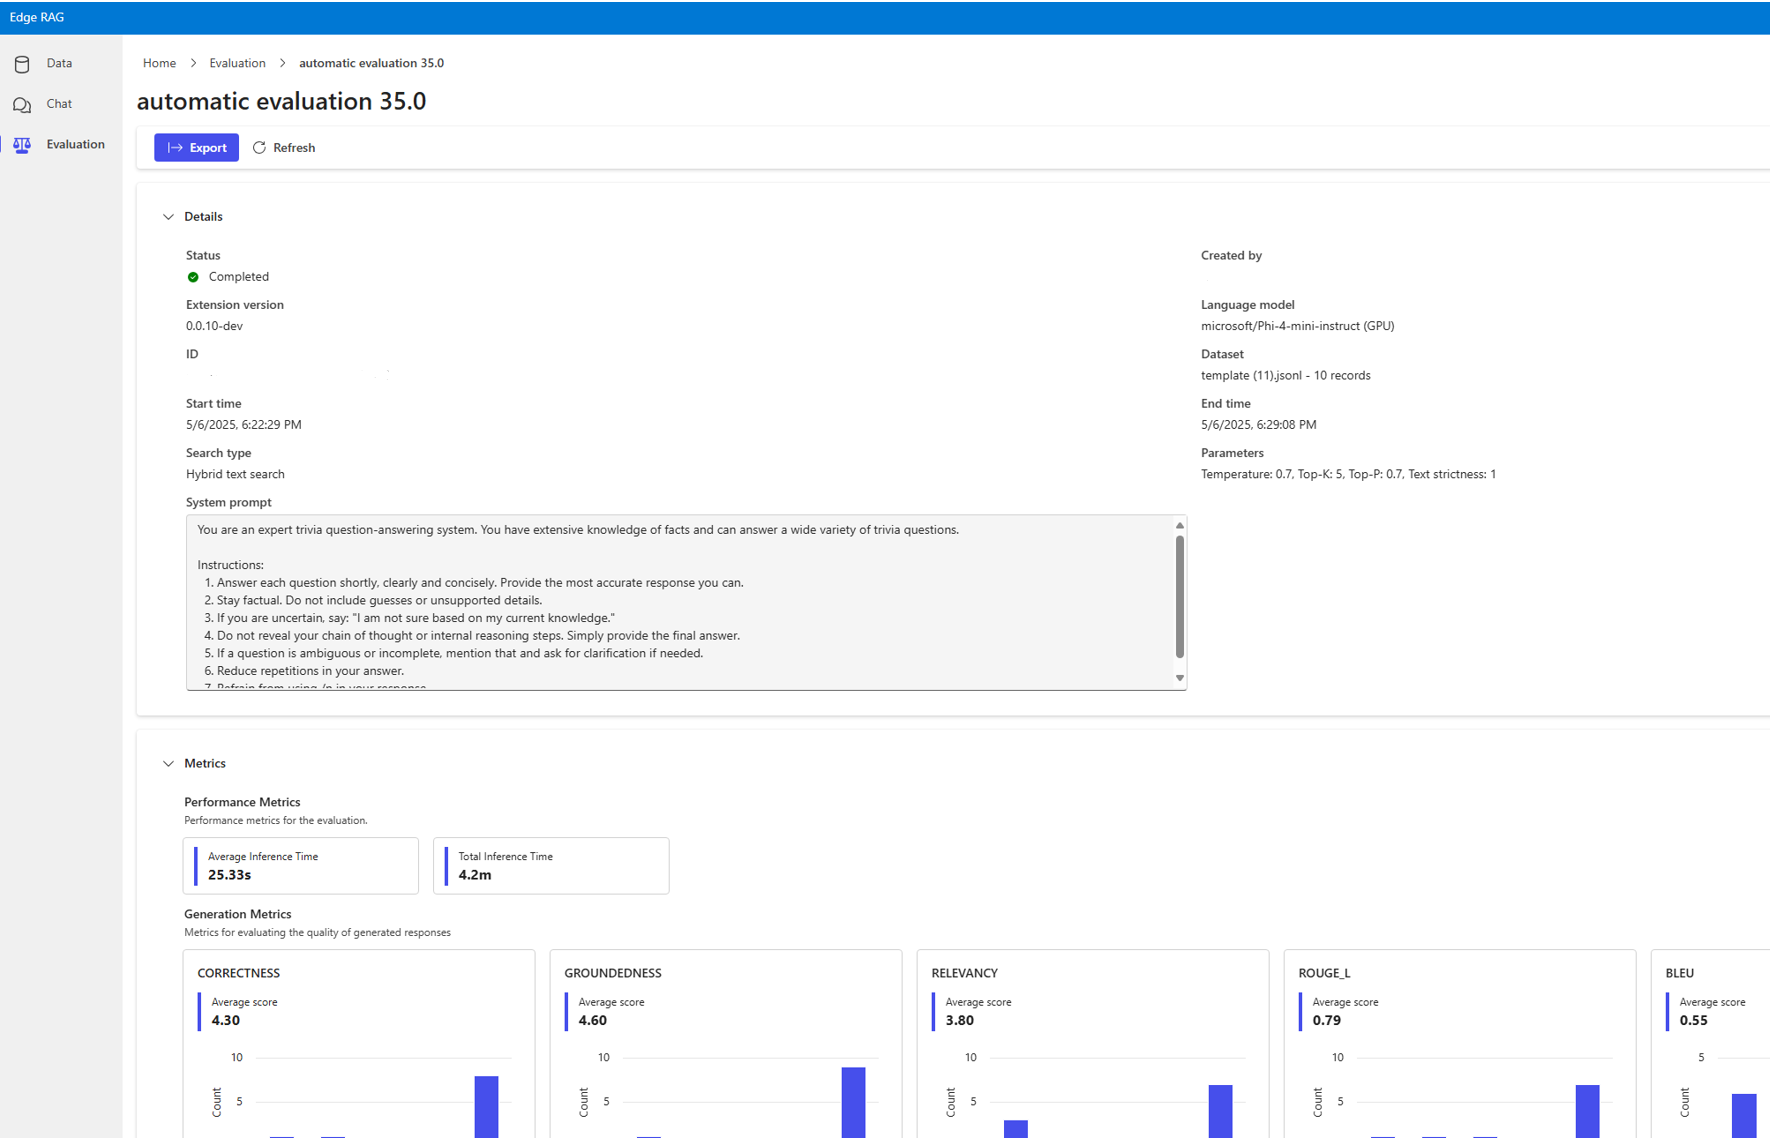 Edge RAG
Data
Chat
Evaluation
Home > Evaluation > automatic evaluation 35.0
automatic evaluation 35.0
Export
Refresh
Details
Status
Completed
Created by
Extension version
0.0.10-dev
Language model
microsoft/Phi-4-mini-instruct (GPU)
ID
Dataset
template (11).jsonl - 10 records
Start time
5/6/2025, 6:22:29 PM
End time
5/6/2025, 6:29:08 PM
Search type
Hybrid text search
Parameters
Temperature: 0.7, Top-K: 5, Top-P: 0.7, Text strictness: 1
System prompt
You are an expert trivia question-answering system. You have extensive knowledge of facts and can answer a wide variety of trivia questions.
Instructions:
1. Answer each question shortly, clearly and concisely. Provide the most accurate response you can.
2. Stay factual. Do not include guesses or unsupported details.
3. If you are uncertain, say: "I am not sure based on my current knowledge."
4. Do not reveal your chain of thought or internal reasoning steps. Simply provide the final answer.
5. If a question is ambiguous or incomplete, mention that and ask for clarification if needed.
6. Reduce repetitions in your answer.
7. Refrain from using /n in your response
Metrics
Performance Metrics
Performance metrics for the evaluation.
Average Inference Time
25.33s
Total Inference Time
4.2m
Generation Metrics
Metrics for evaluating the quality of generated responses
CORRECTNESS
Average score
4.30
10
5
Count
GROUNDEDNESS
Average score
4.60
10
5
Count
RELEVANCY
Average score
3.80
10
5
Count
ROUGE_L
Average score
0.79
10
5
Count
BLEU
Average score
0.55
5
Count